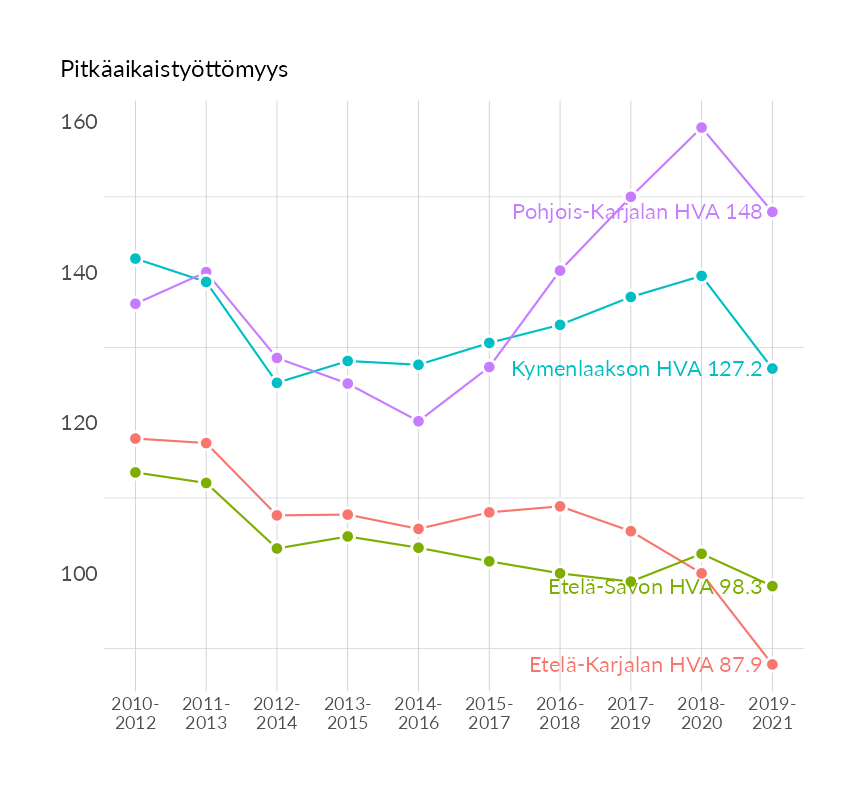 Pitkäaikaistyöttömyys
160
140
120
100
Pohjois-Karjalan HVA 148
Kymenlaakson HVA 127.2
Etelä-Savon HVA 98.3
Etelä-Karjalan HVA 87.9
2010- 2011- 2012- 2013- 2014- 2015- 2016- 2017- 2018- 2019-
2012 2013 2014 2015 2016 2017 2018 2019 2020 2021